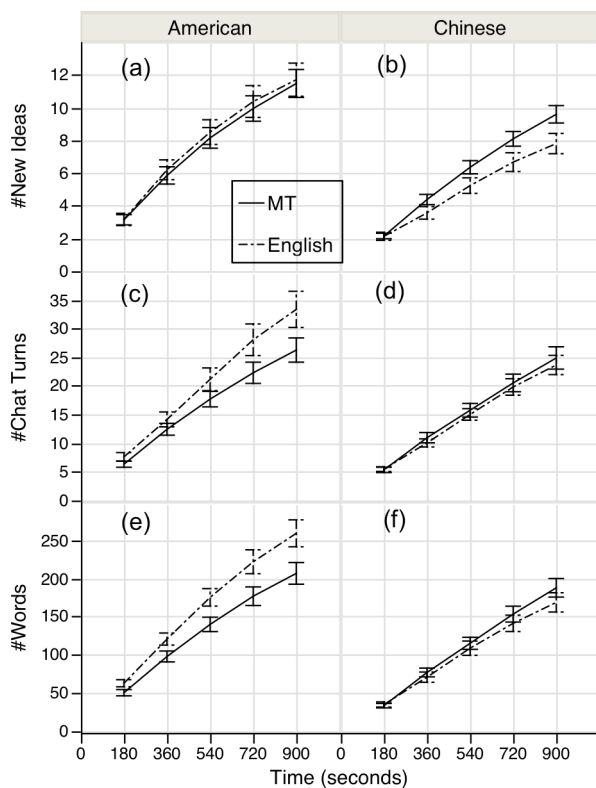 American Chinese
(a) (b)
#New Ideas
12
10
8
6
4
2
0
MT
English
(c) (d)
#Chat Turns
35
30
25
20
15
10
5
0
(e) (f)
#Words
250
200
150
100
50
0
0 180 360 540 720 900 0 180 360 540 720 900
Time (seconds)